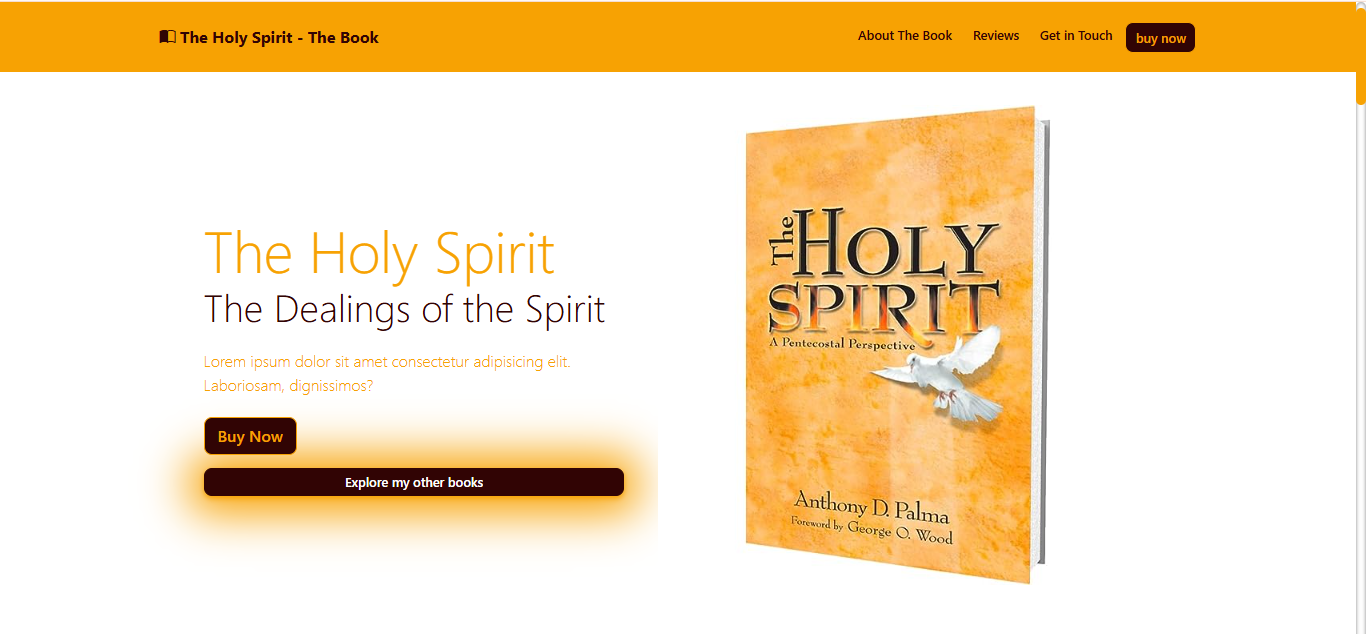 The Holy Spirit - The Book
About The Book
Reviews
Get in Touch
buy now
The Holy Spirit
The Dealings of the Spirit
Lorem ipsum dolor sit amet consectetur adipisicing elit.
Laboriosam, dignissimos?
Buy Now
Explore my other books
The HOLY
SPIRIT
A Pentecostal Perspective
Anthony D. Palma
Foreword by George O. Wood